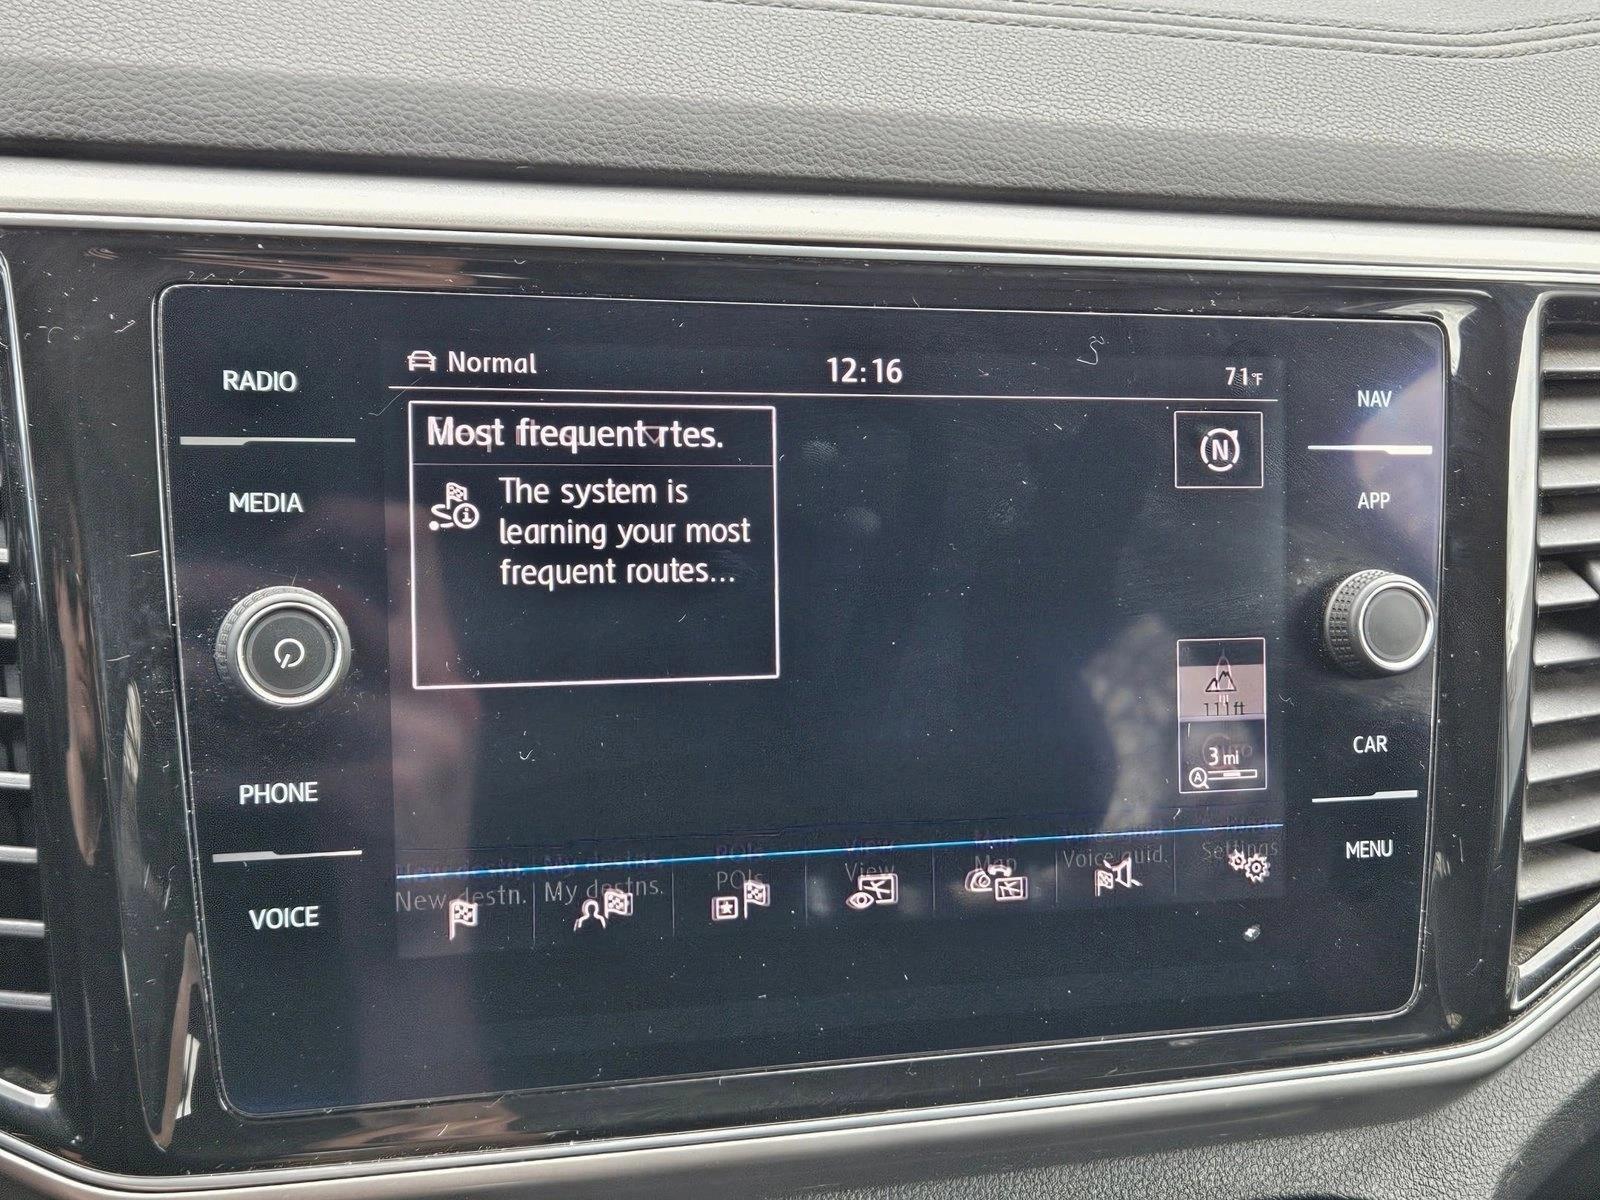 Normal
12:16
71°F
RADIO
MEDIA
PHONE
VOICE
Most frequent rtes.
The system is
learning your most
frequent routes...
N
111 ft
3 mi
A
NAV
APP
CAR
MENU
New destn.
My destns.
POIs
View
Map
Voice guid.
Settings